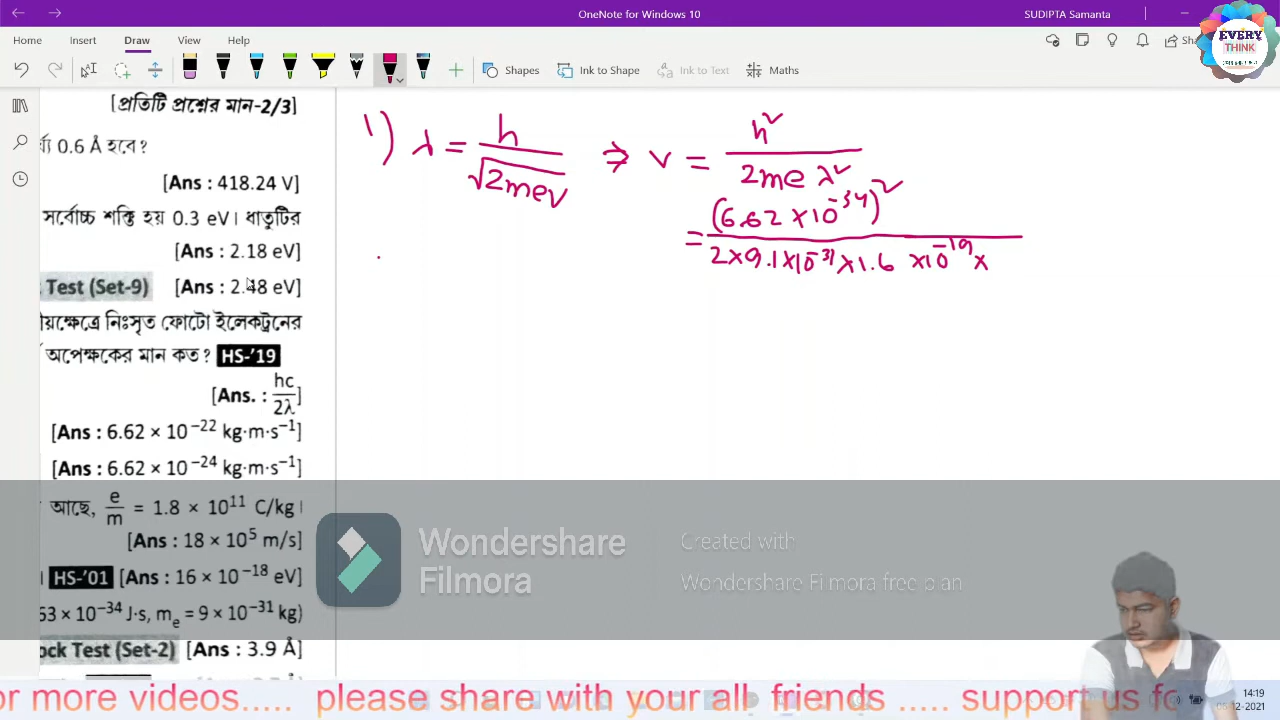 OneNote for Windows 10
SUDIPTA Samanta
EVERY
THINK
Home Insert Draw View Help
Shapes Ink to Shape Ink to Text Maths
[প্রতিটি প্রশ্নের মান-2/3]
0.6 Å হবে?
[Ans : 418.24 V]
সর্বোচ্চ শক্তি হয় 0.3 eV। ধাতুটির
[Ans : 2.18 eV]
Test (Set-9) [Ans : 2.48 eV]
নিঃসৃত ফোটো ইলেকট্রনের
অপেক্ষকের মান কত? HS-'19
[Ans. : hc/2λ]
[Ans : 6.62 × 10⁻²² kg·m·s⁻¹]
[Ans : 6.62 × 10⁻²⁴ kg·m·s⁻¹]
আছে, e/m = 1.8 × 10¹¹ C/kg।
[Ans : 18 × 10⁵ m/s]
HS-'01 [Ans : 16 × 10⁻¹⁸ eV]
63 × 10⁻³⁴ J·s, mₑ = 9 × 10⁻³¹ kg)
ock Test (Set-2) [Ans : 3.9 Å]
1) λ = h/√2mev ⇒ v = h²/2me λ²
= (6.62 × 10⁻³⁴)²/2×9.1×10⁻³¹×1.6 ×10⁻¹⁹×
Wondershare
Filmora
Created with
Wondershare Filmora free plan
or more videos..... please share with your all friends ..... support us fo
14:19